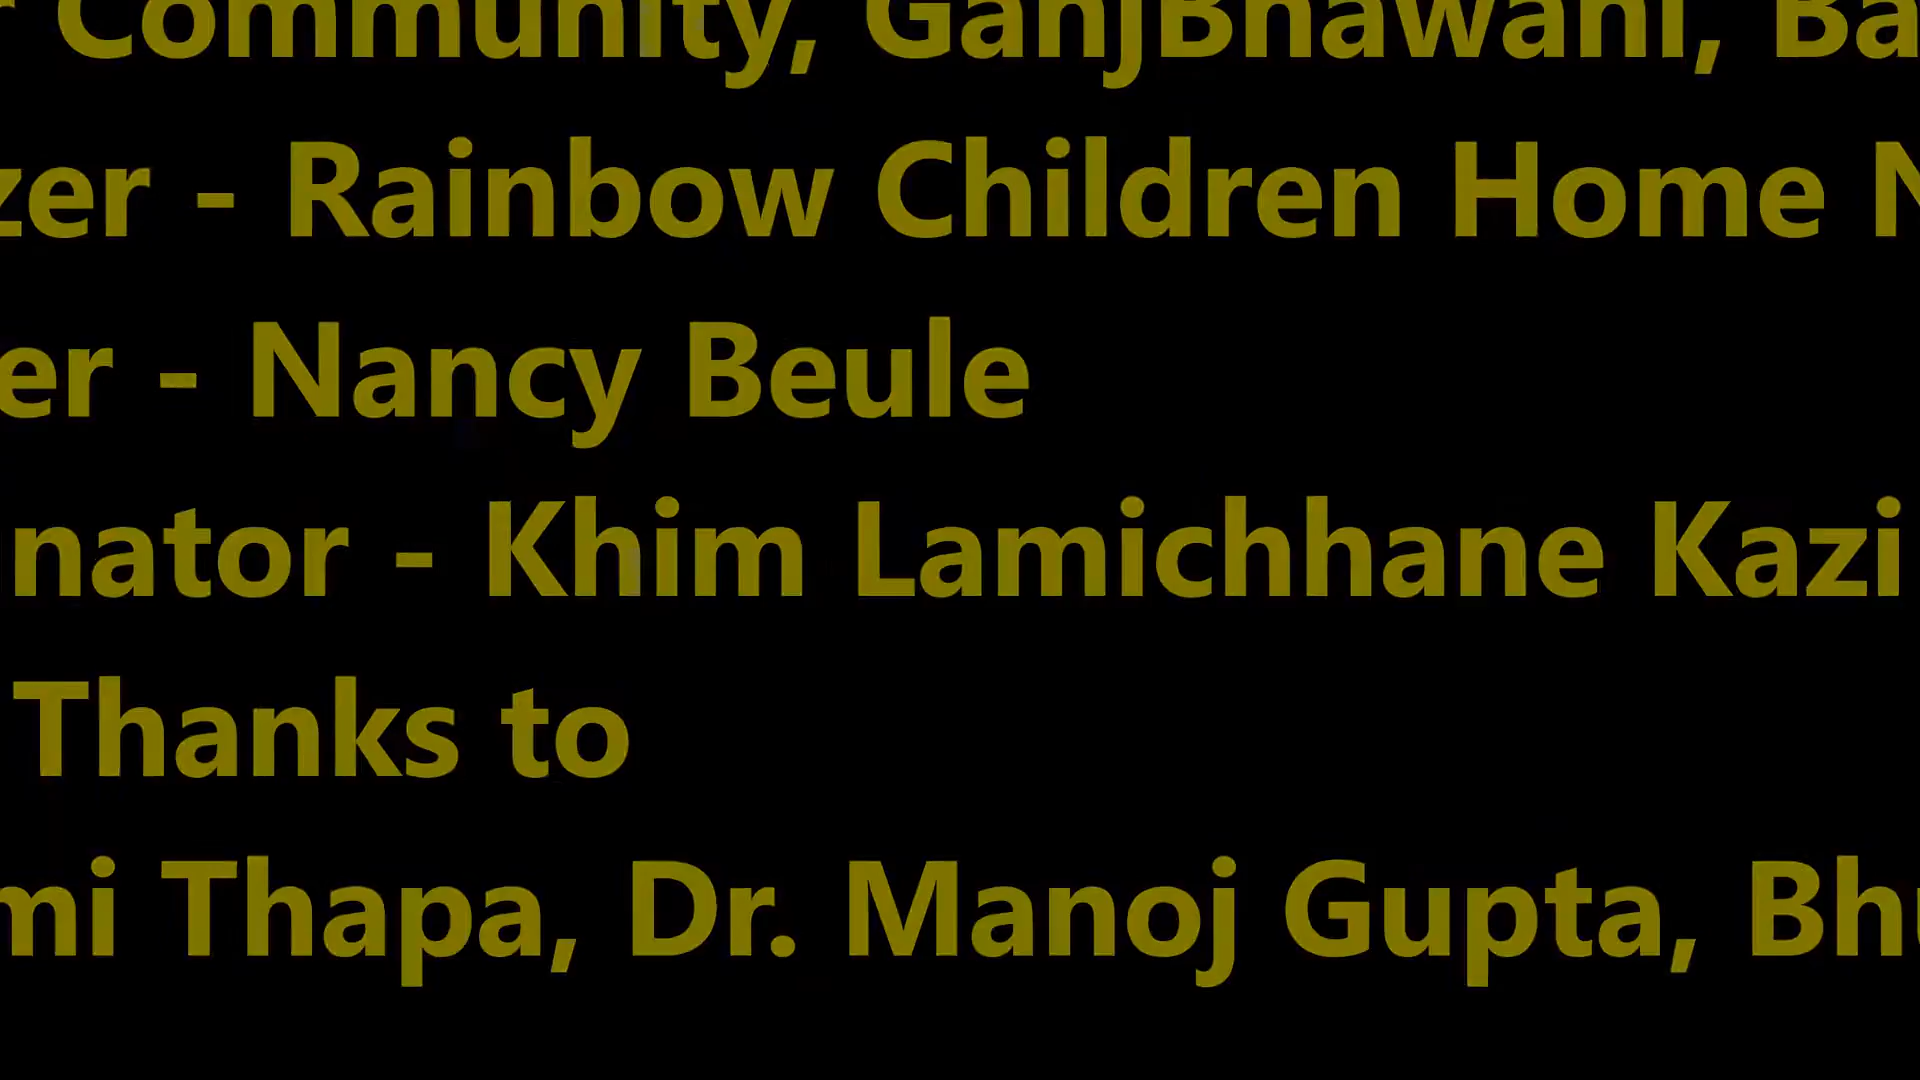 Community, GanjBhawani, Ba
zer - Rainbow Children Home N
er - Nancy Beule
nator - Khim Lamichhane Kazi
Thanks to
mi Thapa, Dr. Manoj Gupta, Bhu